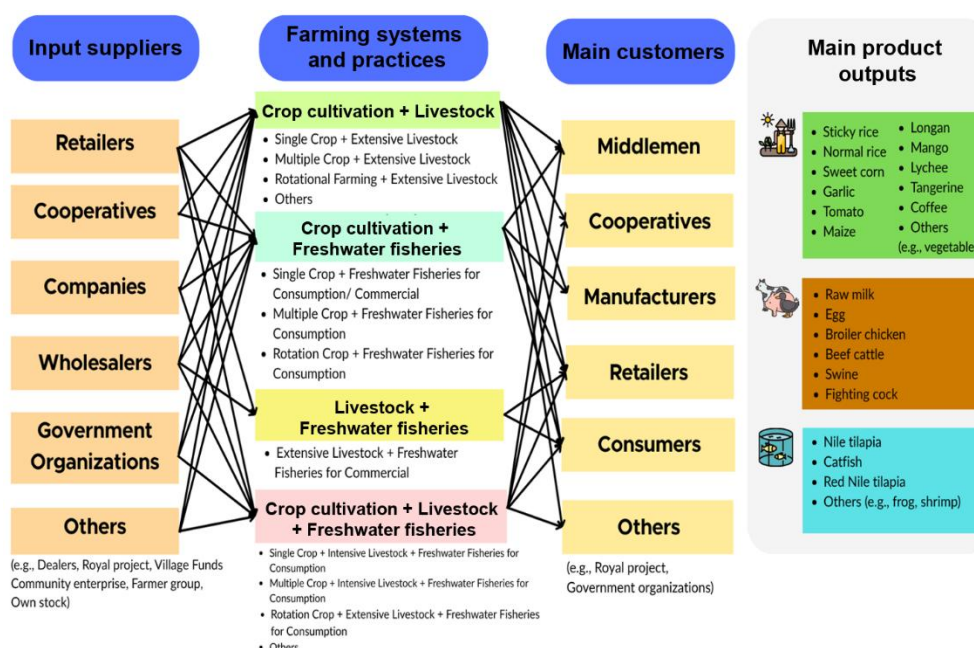 Input suppliers
Retailers
Cooperatives
Companies
Wholesalers
Government
Organizations
Others
(e.g., Dealers, Royal project, Village Funds
Community enterprise, Farmer group,
Own stock)
Farming systems
and practices
Crop cultivation + Livestock
• Single Crop + Extensive Livestock
• Multiple Crop + Extensive Livestock
• Rotational Farming + Extensive Livestock
• Others
Crop cultivation +
Freshwater fisheries
• Single Crop + Freshwater Fisheries for
Consumption/ Commercial
• Multiple Crop + Freshwater Fisheries for
Consumption
• Rotation Crop + Freshwater Fisheries for
Consumption
Livestock +
Freshwater fisheries
• Extensive Livestock + Freshwater
Fisheries for Commercial
Crop cultivation + Livestock
+ Freshwater fisheries
• Single Crop + Intensive Livestock + Freshwater Fisheries for
Consumption
• Multiple Crop + Intensive Livestock + Freshwater Fisheries for
Consumption
• Rotation Crop + Extensive Livestock + Freshwater Fisheries
for Consumption
• Others
Main customers
Middlemen
Cooperatives
Manufacturers
Retailers
Consumers
Others
(e.g., Royal project,
Government organizations)
Main product
outputs
• Sticky rice
• Normal rice
• Sweet corn
• Garlic
• Tomato
• Maize
• Longan
• Mango
• Lychee
• Tangerine
• Coffee
• Others
(e.g., vegetable
• Raw milk
• Egg
• Broiler chicken
• Beef cattle
• Swine
• Fighting cock
• Nile tilapia
• Catfish
• Red Nile tilapia
• Others (e.g., frog, shrimp)